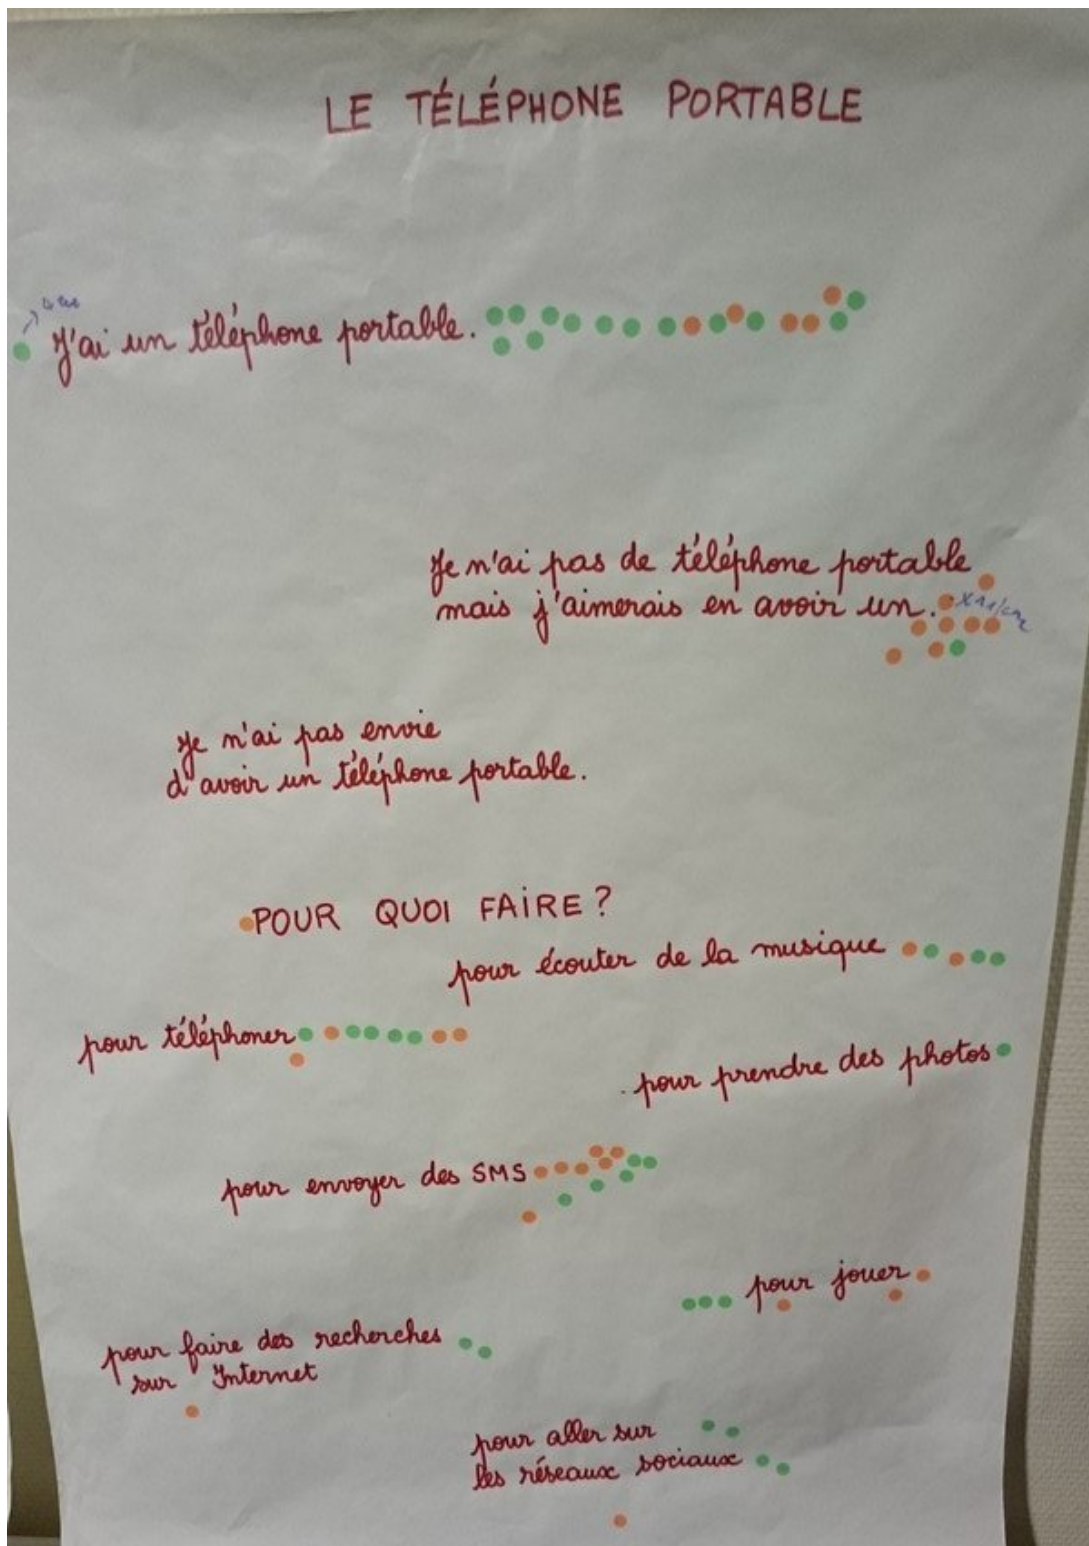 LE TÉLÉPHONE PORTABLE
J'ai un téléphone portable.
Je n'ai pas de téléphone portable
mais j'aimerais en avoir un.
Je n'ai pas envie
d'avoir un téléphone portable.
POUR QUOI FAIRE ?
pour écouter de la musique
pour téléphoner
pour prendre des photos
pour envoyer des SMS
pour jouer
pour faire des recherches
sur Internet
pour aller sur
les réseaux sociaux